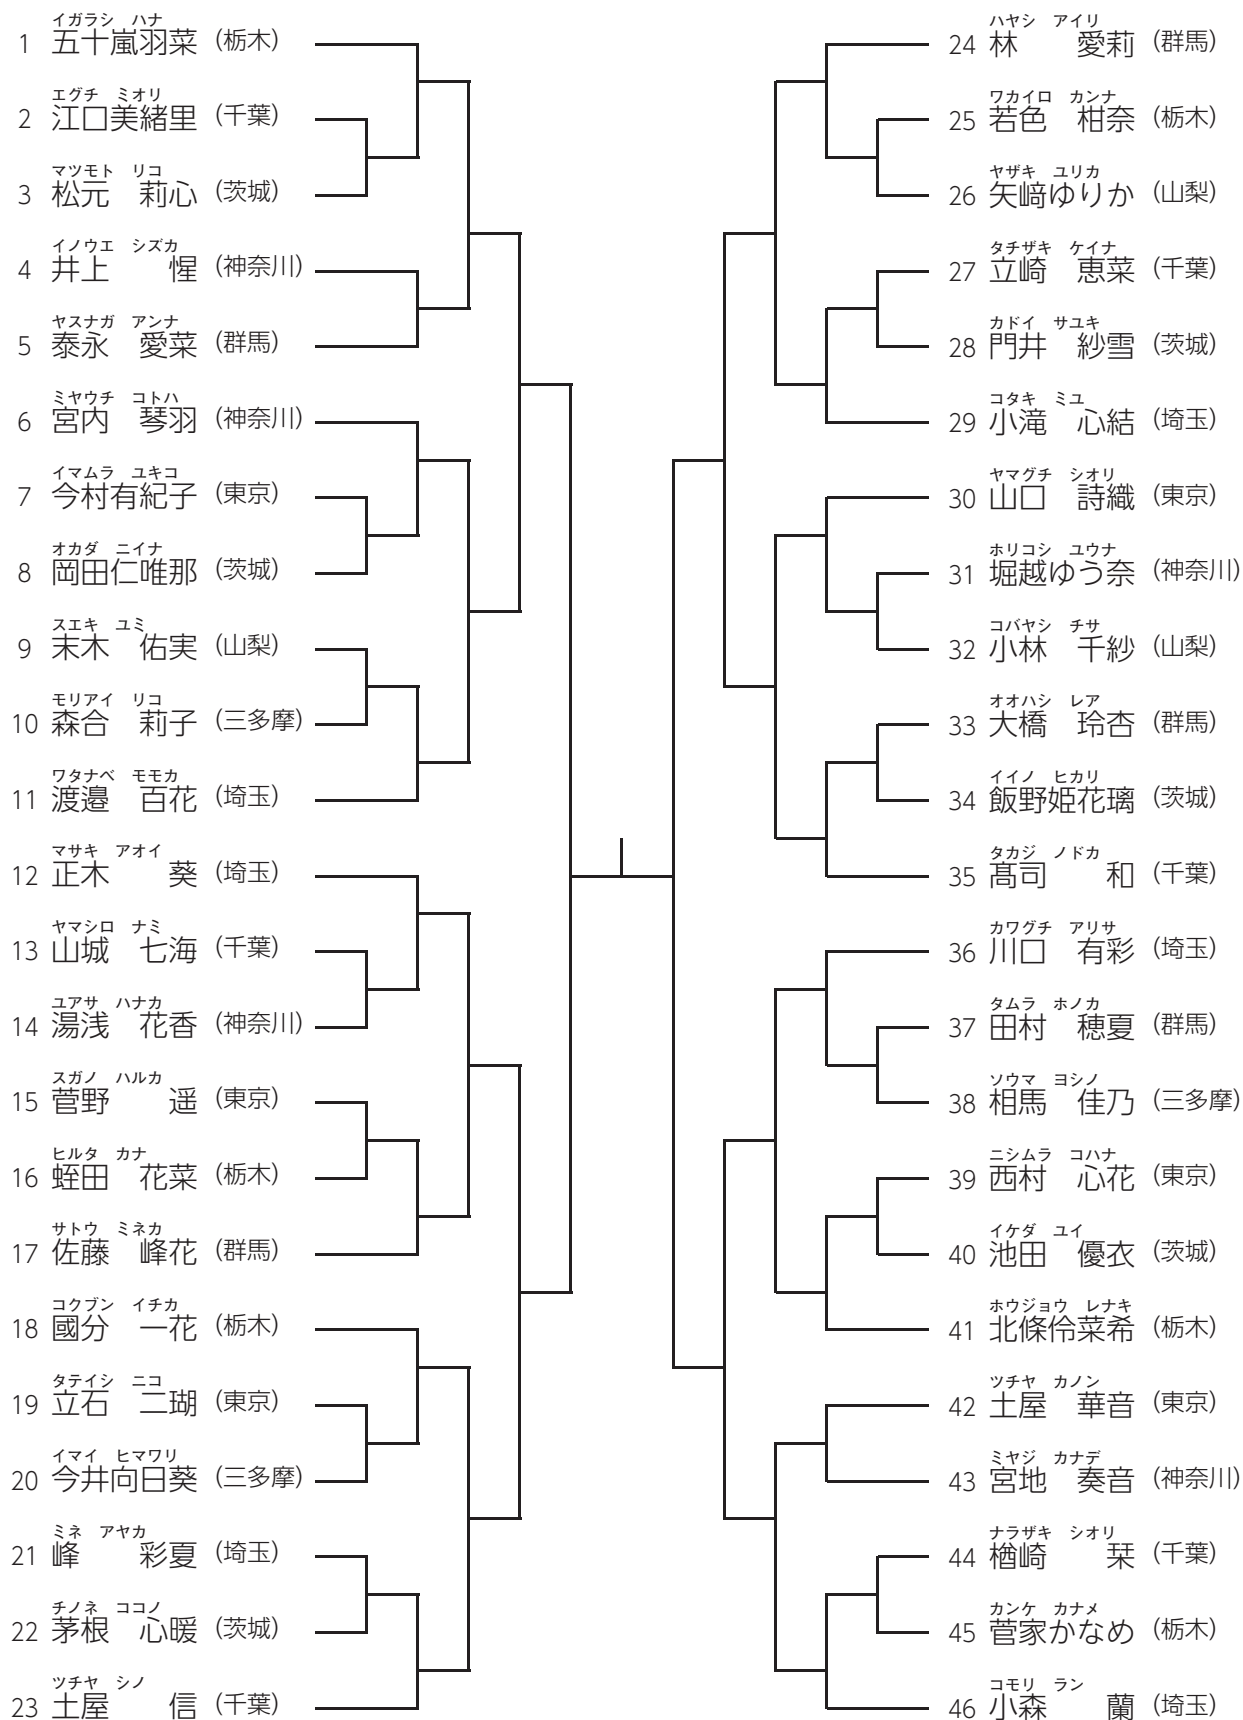 イガラシ　ハナ
1 五十嵐羽菜（栃木）
エグチ　ミオリ
2 江口美緒里（千葉）
マツモト　リコ
3 松元　莉心（茨城）
イノウエ　シズカ
4 井上　　惺（神奈川）
ヤスナガ　アンナ
5 泰永　愛菜（群馬）
ミヤウチ　コトハ
6 宮内　琴羽（神奈川）
イマムラ　ユキコ
7 今村有紀子（東京）
オカダ　ニイナ
8 岡田仁唯那（茨城）
スエキ　ユミ
9 末木　佑実（山梨）
モリアイ　リコ
10 森合　莉子（三多摩）
ワタナベ　モモカ
11 渡邉　百花（埼玉）
マサキ　アオイ
12 正木　　葵（埼玉）
ヤマシロ　ナミ
13 山城　七海（千葉）
ユアサ　ハナカ
14 湯浅　花香（神奈川）
スガノ　ハルカ
15 菅野　　遥（東京）
ヒルタ　カナ
16 蛭田　花菜（栃木）
サトウ　ミネカ
17 佐藤　峰花（群馬）
コクブン　イチカ
18 國分　一花（栃木）
タテイシ　ニコ
19 立石　二瑚（東京）
イマイ　ヒマワリ
20 今井向日葵（三多摩）
ミネ　アヤカ
21 峰　　彩夏（埼玉）
チノネ　ココノ
22 茅根　心暖（茨城）
ツチヤ　シノ
23 土屋　　信（千葉）
ハヤシ　アイリ
24 林　　愛莉（群馬）
ワカイロ　カンナ
25 若色　柑奈（栃木）
ヤザキ　ユリカ
26 矢﨑ゆりか（山梨）
タチザキ　ケイナ
27 立崎　恵菜（千葉）
カドイ　サユキ
28 門井　紗雪（茨城）
コタキ　ミユ
29 小滝　心結（埼玉）
ヤマグチ　シオリ
30 山口　詩織（東京）
ホリコシ　ユウナ
31 堀越ゆう奈（神奈川）
コバヤシ　チサ
32 小林　千紗（山梨）
オオハシ　レア
33 大橋　玲杏（群馬）
イイノ　ヒカリ
34 飯野姫花璃（茨城）
タカジ　ノドカ
35 髙司　　和（千葉）
カワグチ　アリサ
36 川口　有彩（埼玉）
タムラ　ホノカ
37 田村　穂夏（群馬）
ソウマ　ヨシノ
38 相馬　佳乃（三多摩）
ニシムラ　コハナ
39 西村　心花（東京）
イケダ　ユイ
40 池田　優衣（茨城）
ホウジョウ　レナキ
41 北條伶菜希（栃木）
ツチヤ　カノン
42 土屋　華音（東京）
ミヤジ　カナデ
43 宮地　奏音（神奈川）
ナラザキ　シオリ
44 楢崎　　栞（千葉）
カンケ　カナメ
45 菅家かなめ（栃木）
コモリ　ラン
46 小森　　蘭（埼玉）